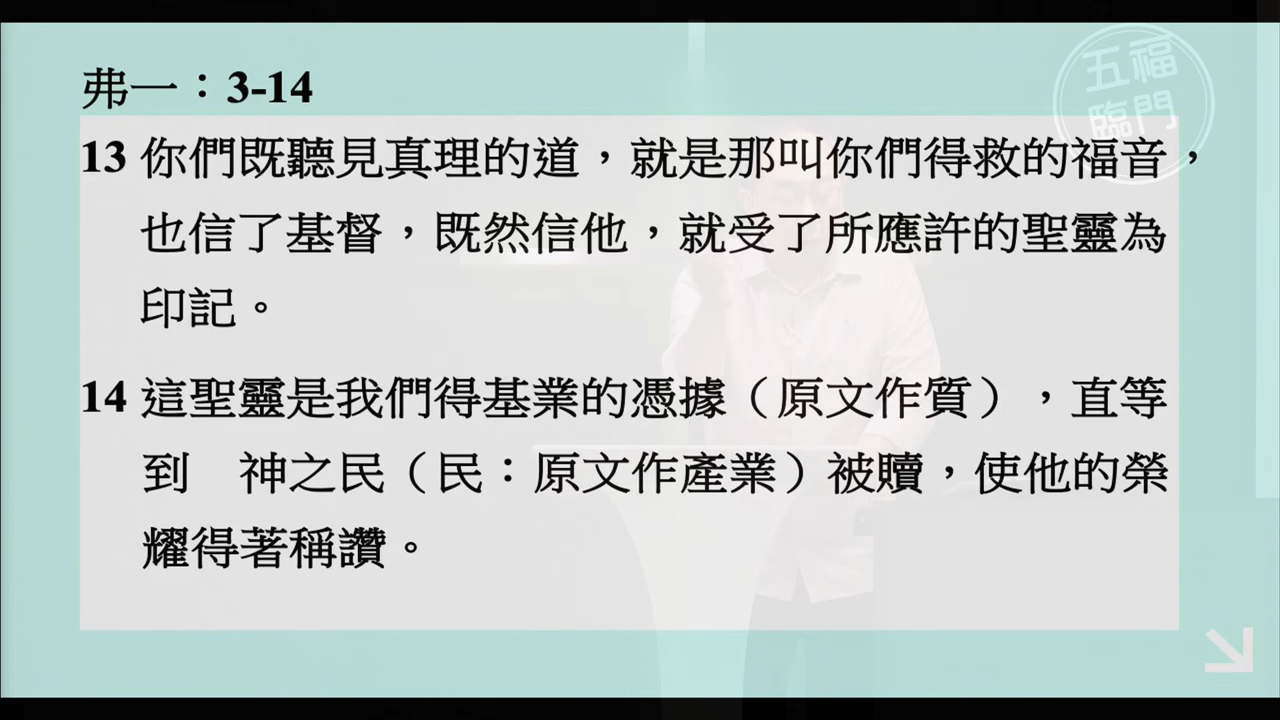 五福
臨門
弗一：3-14
13 你們既聽見真理的道，就是那叫你們得救的福音，
也信了基督，既然信他，就受了所應許的聖靈為
印記。
14 這聖靈是我們得基業的憑據（原文作質），直等
到　神之民（民：原文作產業）被贖，使他的榮
耀得著稱讚。